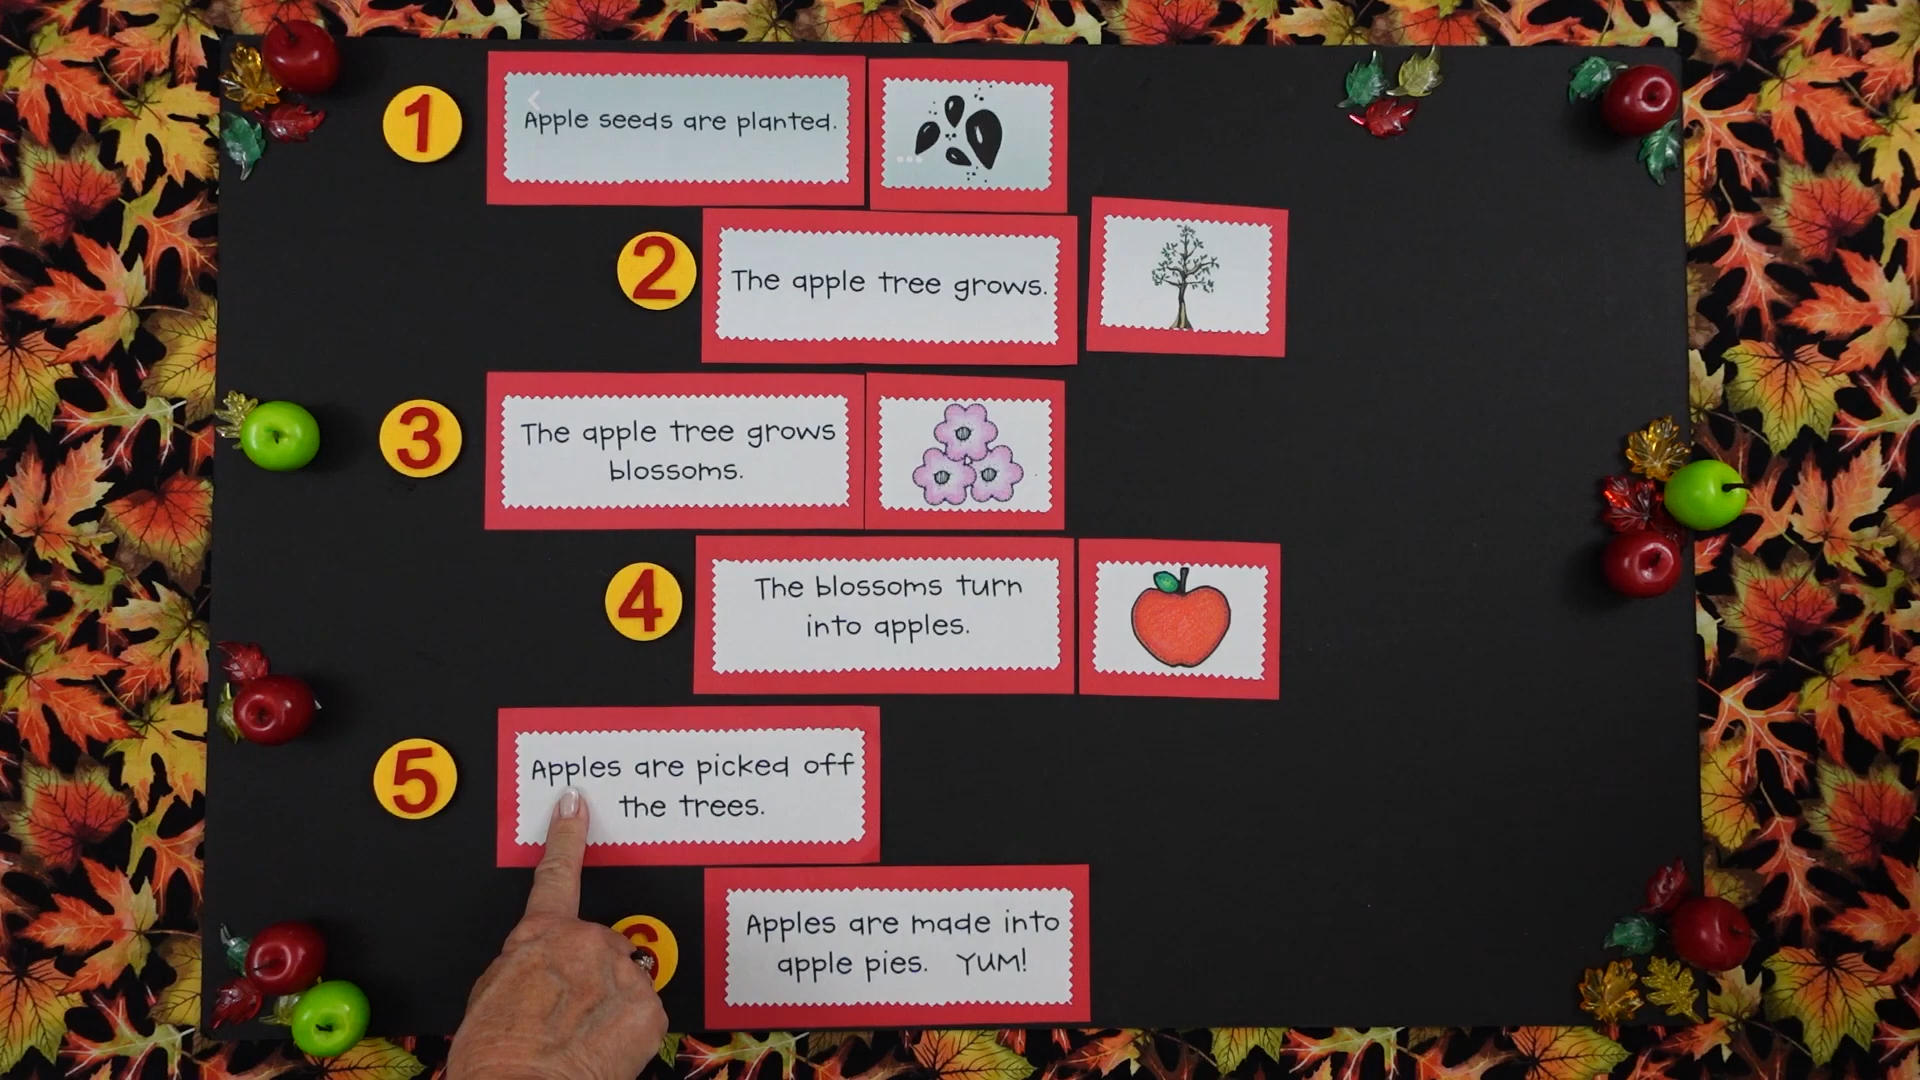 1
Apple seeds are planted.
2
The apple tree grows.
3
The apple tree grows
blossoms.
4
The blossoms turn
into apples.
5
Apples are picked off
the trees.
6
Apples are made into
apple pies. YUM!